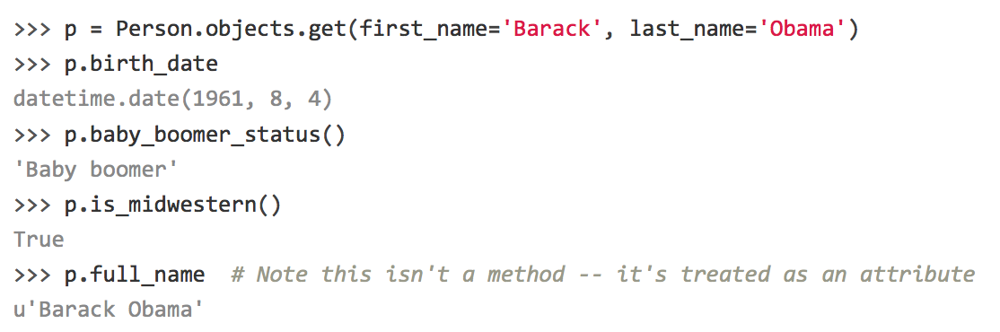 >>> p = Person.objects.get(first_name='Barack', last_name='Obama')
>>> p.birth_date
datetime.date(1961, 8, 4)
>>> p.baby_boomer_status()
'Baby boomer'
>>> p.is_midwestern()
True
>>> p.full_name  # Note this isn't a method -- it's treated as an attribute
u'Barack Obama'